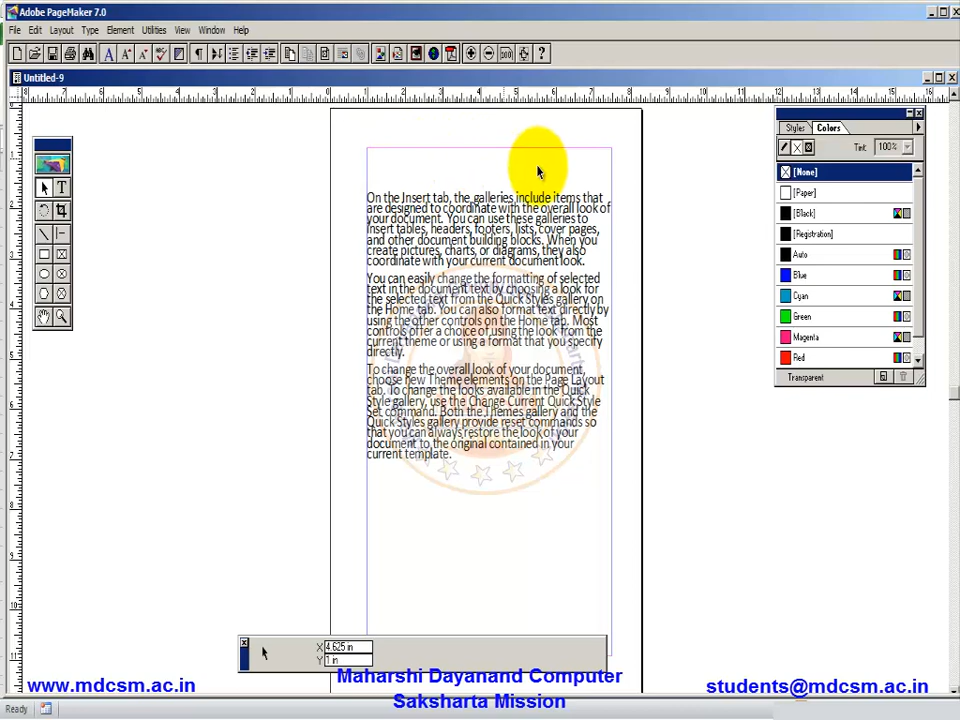 Adobe PageMaker 7.0
File Edit Layout Type Element Utilities View Window Help
Untitled-9
Styles Colors
Tint: 100%
[None]
[Paper]
[Black]
[Registration]
Auto
Blue
Cyan
Green
Magenta
Red
Transparent
On the Insert tab, the galleries include items that
are designed to coordinate with the overall look of
your document. You can use these galleries to
insert tables, headers, footers, lists, cover pages,
and other document building blocks. When you
create pictures, charts, or diagrams, they also
coordinate with your current document look.
You can easily change the formatting of selected
text in the document text by choosing a look for
the selected text from the Quick Styles gallery on
the Home tab. You can also format text directly by
using the other controls on the Home tab. Most
controls offer a choice of using the look from the
current theme or using a format that you specify
directly.
To change the overall look of your document,
choose new Theme elements on the Page Layout
tab. To change the looks available in the Quick
Style gallery, use the Change Current Quick Style
Set command. Both the Themes gallery and the
Quick Styles gallery provide reset commands so
that you can always restore the look of your
document to the original contained in your
current template.
X 4.625 in
Y 1 in
www.mdcsm.ac.in
Maharshi Dayanand Computer
Saksharta Mission
students@mdcsm.ac.in
Ready